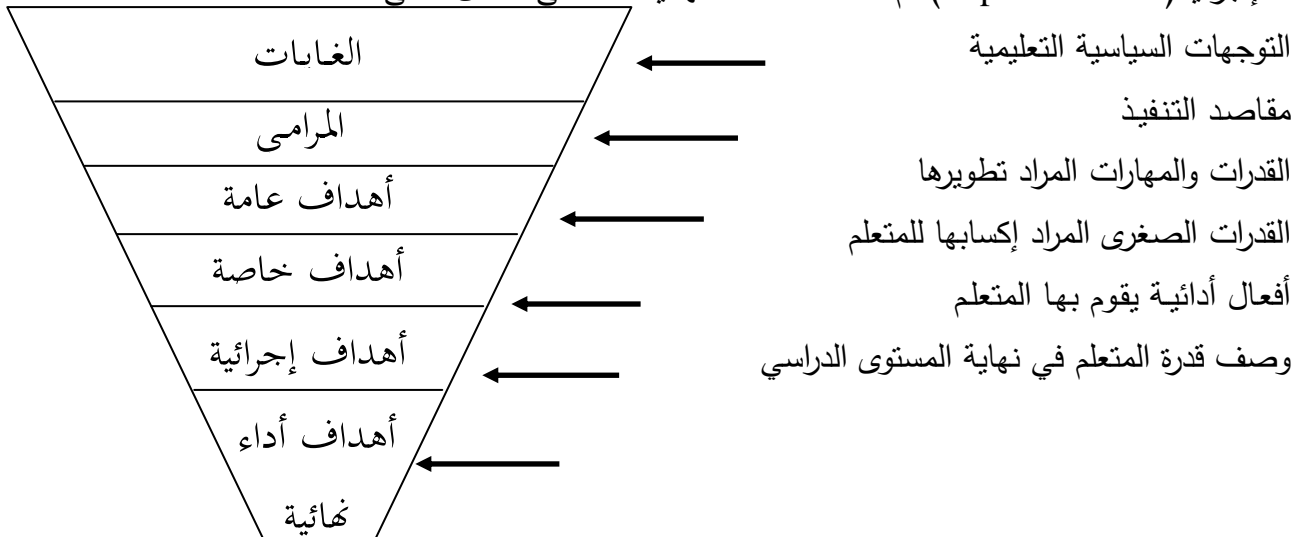 الغايات
التوجهات السياسية التعليمية
المرامى
مقاصد التنفيذ
أهداف عامة
القدرات والمهارات المراد تطويرها
أهداف خاصة
القدرات الصغرى المراد إكسابها للمتعلم
أهداف إجرائية
أفعال أدائية يقوم بها المتعلم
أهداف أداء
نهائية
وصف قدرة المتعلم في نهاية المستوى الدراسي